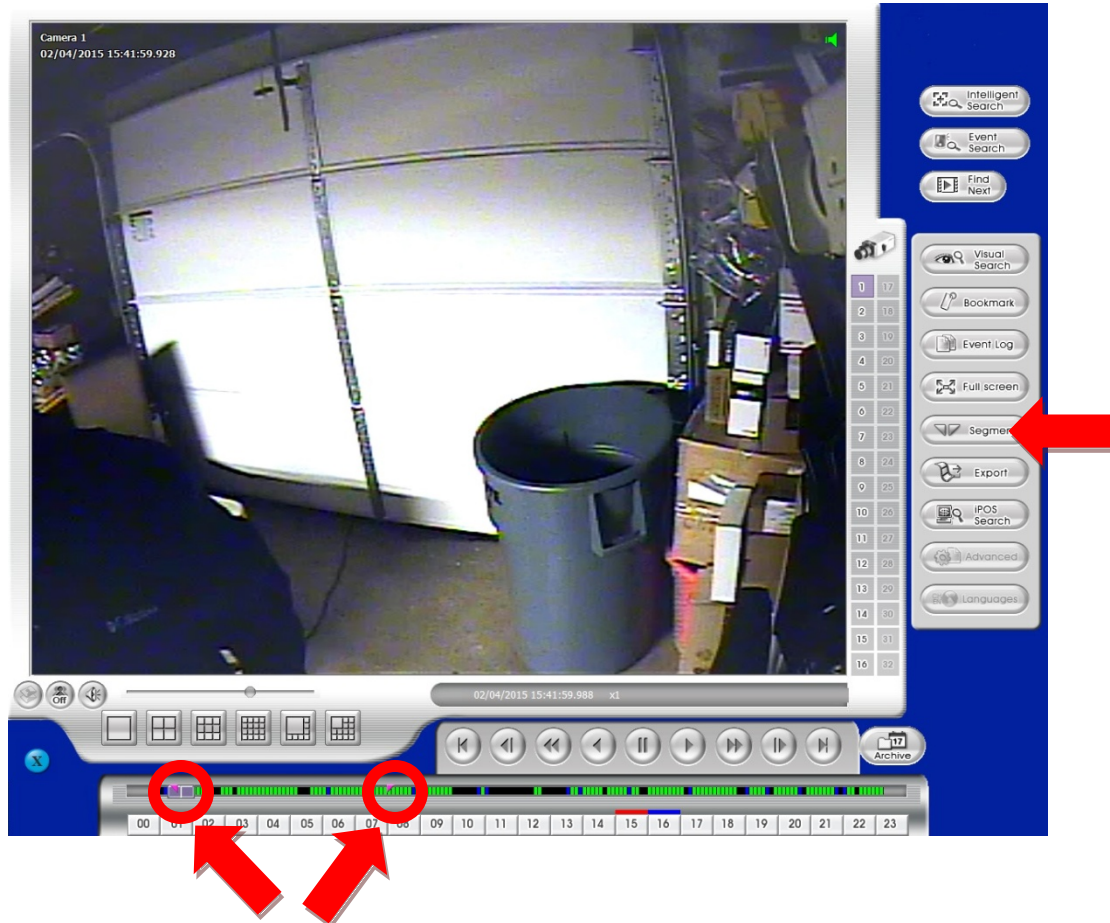 Camera 1
02/04/2015 15:41:59.928
Intelligent
Search
Event
Search
Find
Next
Visual
Search
Bookmark
Event Log
Full screen
Segmen
Export
iPOS
Search
Advanced
Languages
1 17
2 18
3 19
4 20
5 21
6 22
7 23
8 24
9 25
10 26
11 27
12 28
13 29
14 30
15 31
16 32
Off
02/04/2015 15:41:59.988 x1
17
Archive
X
00 01 02 03 04 05 06 07 08 09 10 11 12 13 14 15 16 17 18 19 20 21 22 23